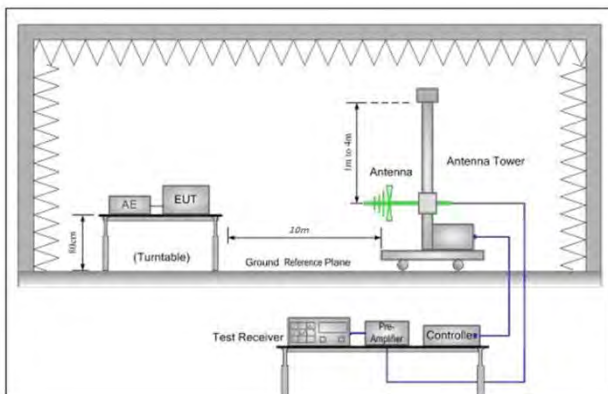 1m to 4m
Antenna
Antenna Tower
AE
EUT
80cm
(Turntable)
10m
Ground Reference Plane
Test Receiver
Pre-
Amplifier
Controller